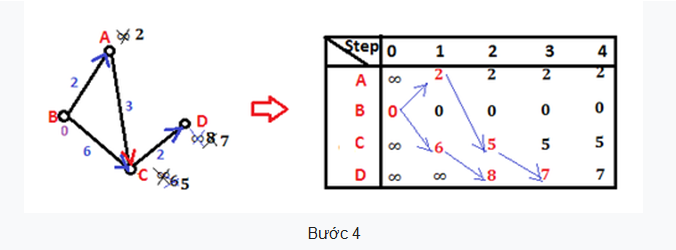 A ∞ 2
2
3
B
0
6
2
D
∞ 8 7
C ∞ 6 5
Step 0 1 2 3 4
A ∞ 2 2 2 2
B 0 0 0 0 0
C ∞ 6 5 5 5
D ∞ ∞ 8 7 7
Bước 4